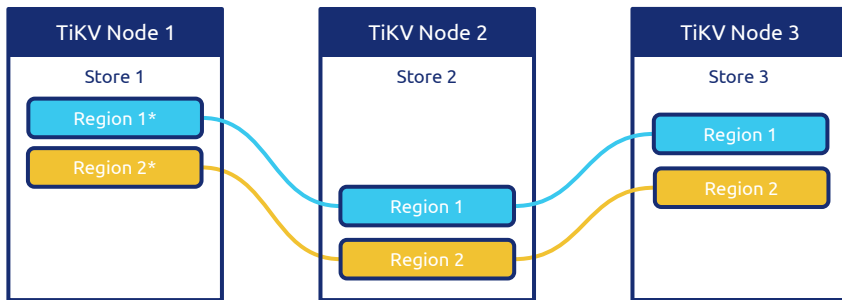 TiKV Node 1
Store 1
Region 1*
Region 2*
TiKV Node 2
Store 2
Region 1
Region 2
TiKV Node 3
Store 3
Region 1
Region 2